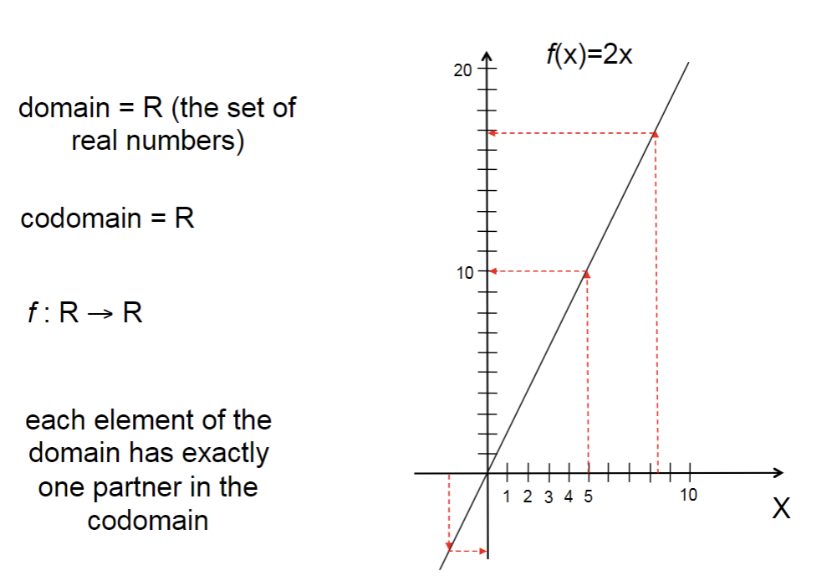 domain = R (the set of
real numbers)
codomain = R
f : R → R
each element of the
domain has exactly
one partner in the
codomain
f(x)=2x
20
10
1 2 3 4 5
10
X